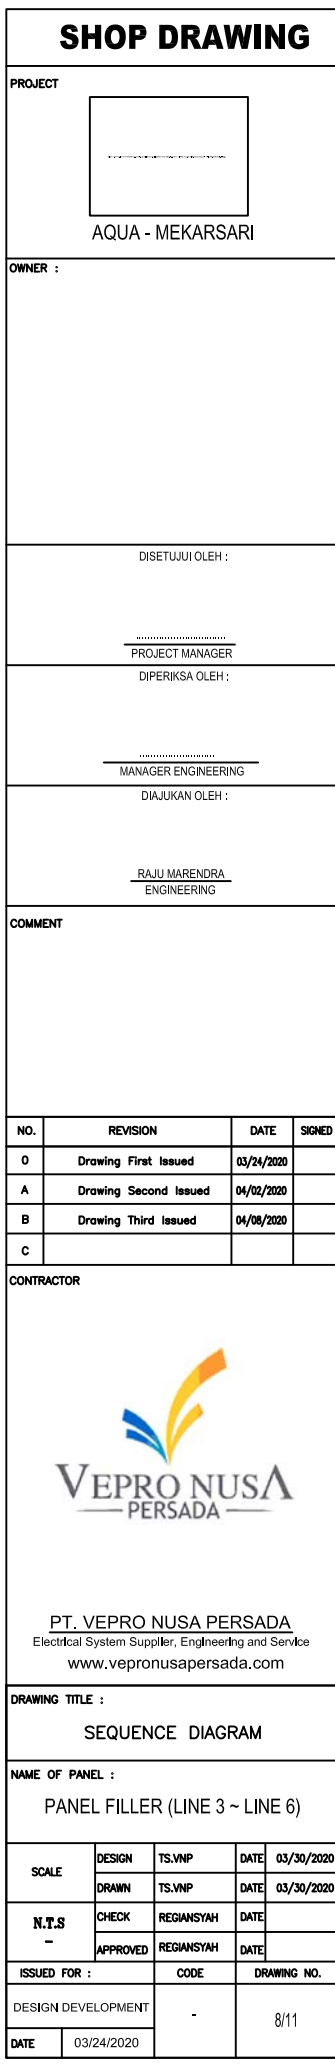 SHOP DRAWING
PROJECT
AQUA - MEKARSARI
OWNER :
DISETUJUI OLEH :
PROJECT MANAGER
DIPERIKSA OLEH :
MANAGER ENGINEERING
DIAJUKAN OLEH :
RAJU MARENDRA
ENGINEERING
COMMENT
NO. REVISION DATE SIGNED
0 Drawing First Issued 03/24/2020
A Drawing Second Issued 04/02/2020
B Drawing Third Issued 04/08/2020
C
CONTRACTOR
VEPRO NUSA
PERSADA
PT. VEPRO NUSA PERSADA
Electrical System Supplier, Engineering and Service
www.vepronusapersada.com
DRAWING TITLE :
SEQUENCE DIAGRAM
NAME OF PANEL :
PANEL FILLER (LINE 3 ~ LINE 6)
SCALE DESIGN TS.VNP DATE 03/30/2020
DRAWN TS.VNP DATE 03/30/2020
N.T.S CHECK REGIANSYAH DATE
- APPROVED REGIANSYAH DATE
ISSUED FOR : CODE DRAWING NO.
DESIGN DEVELOPMENT - 8/11
DATE 03/24/2020